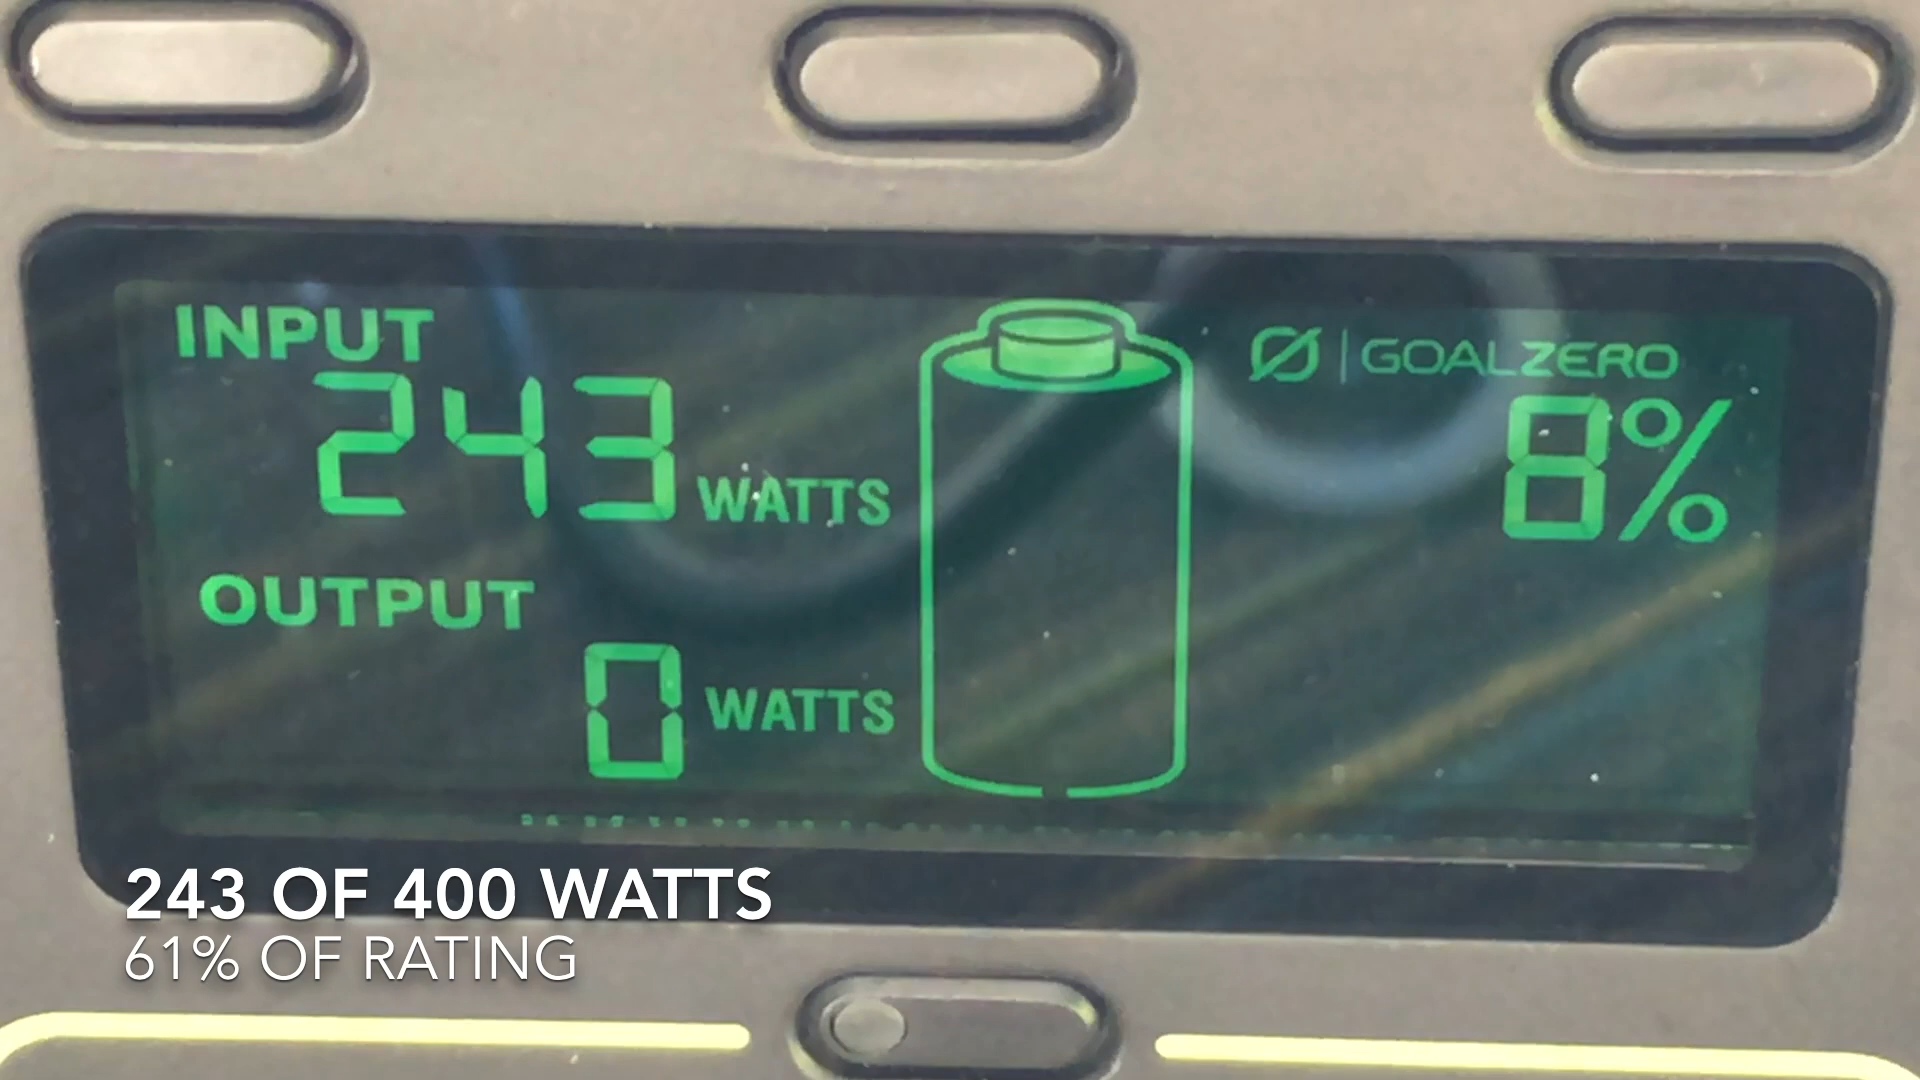 INPUT
243 WATTS
OUTPUT
0 WATTS
GOALZERO
8%
243 OF 400 WATTS
61% OF RATING